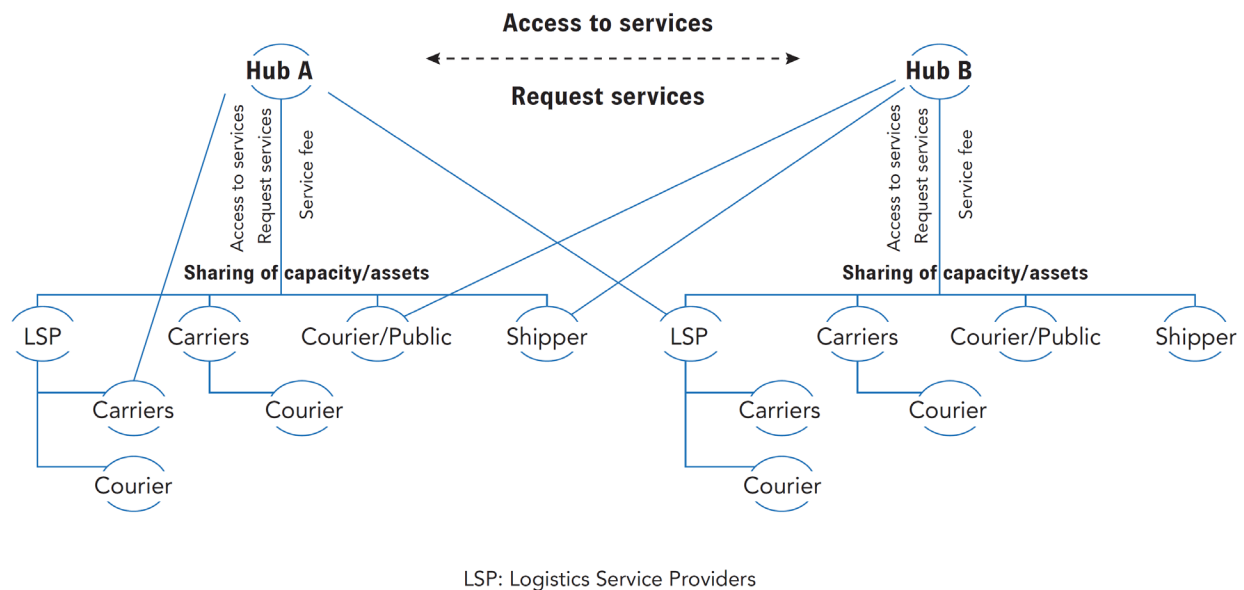 Access to services
Hub A
Hub B
Request services
Access to services
Request services
Service fee
Access to services
Request services
Service fee
Sharing of capacity/assets
Sharing of capacity/assets
LSP
Carriers
Courier/Public
Shipper
LSP
Carriers
Courier/Public
Shipper
Carriers
Courier
Carriers
Courier
Courier
Courier
LSP: Logistics Service Providers